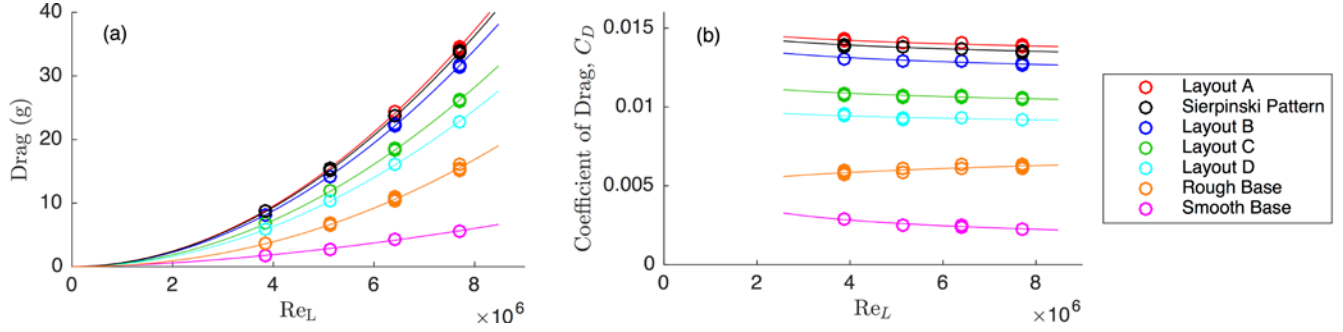 (a)
Drag (g)
40
30
20
10
0
0 2 4 6 8
Re_L
×10^6
(b)
Coefficient of Drag, C_D
0.015
0.01
0.005
0
0 2 4 6 8
Re_L
×10^6
Layout A
Sierpinski Pattern
Layout B
Layout C
Layout D
Rough Base
Smooth Base